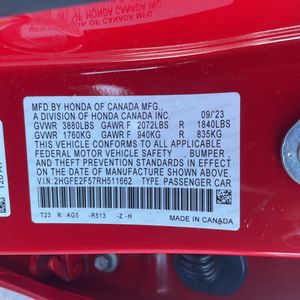 MFD.BY HONDA OF CANADA MFG.,
A DIVISION OF HONDA CANADA INC. 09/23
GVWR 3880LBS GAWR F 2072LBS R 1840LBS
GVWR 1760KG GAWR F 940KG R 835KG
THIS VEHICLE CONFORMS TO ALL APPLICABLE
FEDERAL MOTOR VEHICLE SAFETY, BUMPER,
AND THEFT PREVENTION STANDARDS IN
EFFECT ON THE DATE OF MANUFACTURE
SHOWN ABOVE.
V.I.N.:2HGFE2F57RH511662 TYPE:PASSENGER CAR
T23 R AG5 -R513 -Z -H
MADE IN CANADA